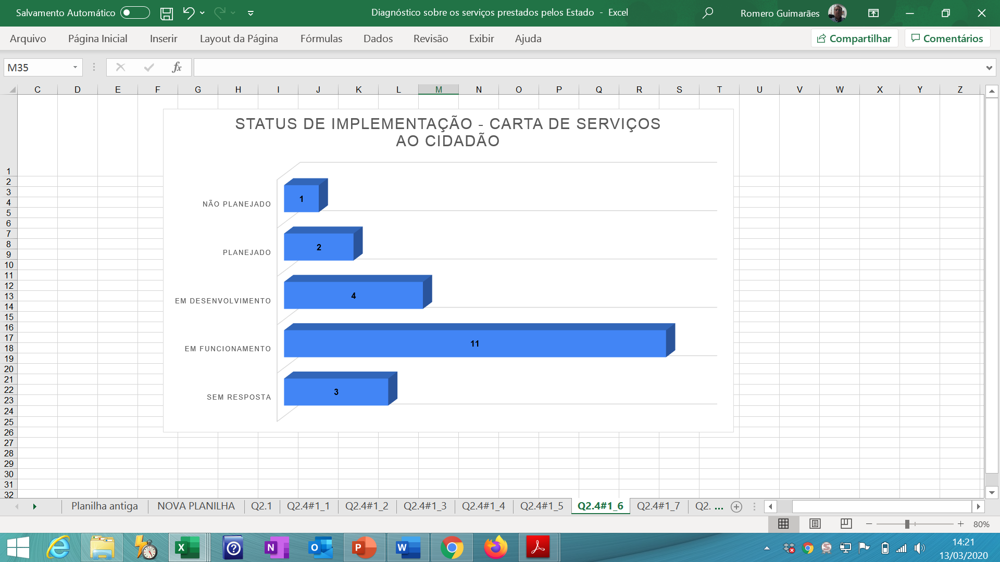 Salvamento Automático
Diagnóstico sobre os serviços prestados pelos Estado - Excel
Romero Guimarães
Arquivo Página Inicial Inserir Layout da Página Fórmulas Dados Revisão Exibir Ajuda
Compartilhar Comentários
M35
fx
C D E F G H I J K L M N O P Q R S T U V W X Y Z
STATUS DE IMPLEMENTAÇÃO - CARTA DE SERVIÇOS
AO CIDADÃO
NÃO PLANEJADO 1
PLANEJADO 2
EM DESENVOLVIMENTO 4
EM FUNCIONAMENTO 11
SEM RESPOSTA 3
1
2
3
4
5
6
7
8
9
10
11
12
13
14
15
16
17
18
19
20
21
22
23
24
25
26
27
28
29
30
31
32
Planilha antiga NOVA PLANILHA Q2.1 Q2.4#1_1 Q2.4#1_2 Q2.4#1_3 Q2.4#1_4 Q2.4#1_5 Q2.4#1_6 Q2.4#1_7 Q2. ...
80%
14:21
13/03/2020